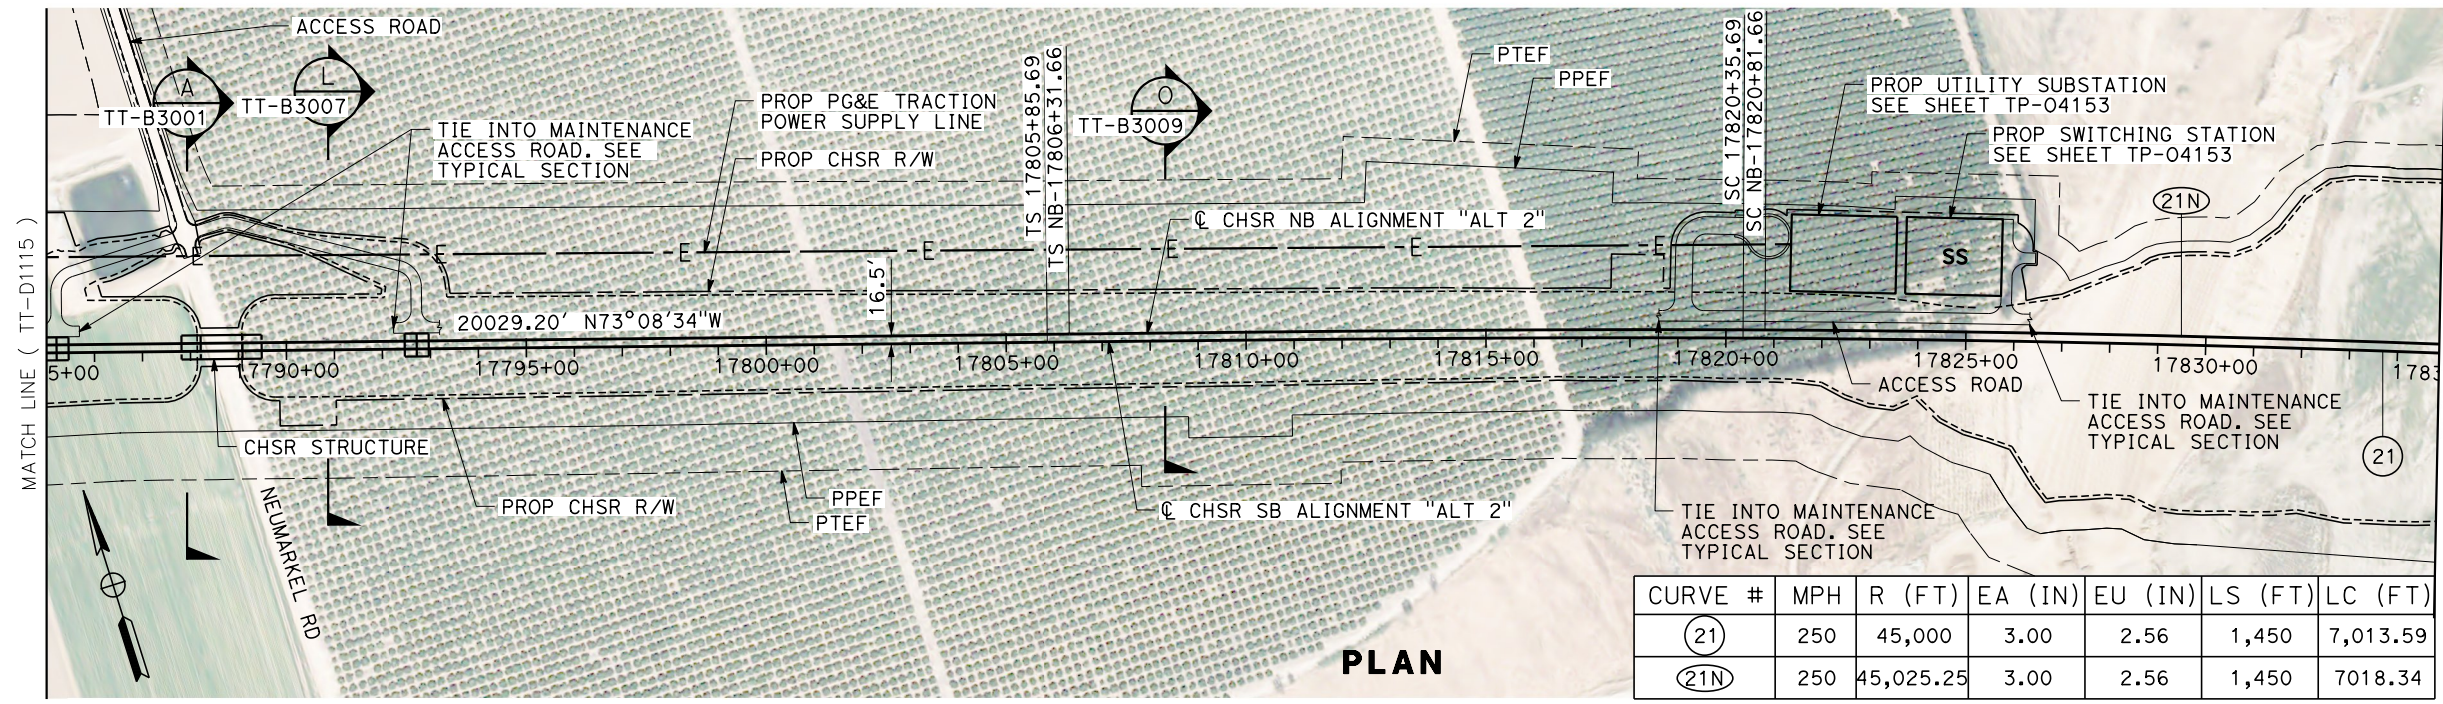 ACCESS ROAD
A
TT-B3001
L
TT-B3007
TIE INTO MAINTENANCE
ACCESS ROAD. SEE
TYPICAL SECTION
PROP PG&E TRACTION
POWER SUPPLY LINE
PROP CHSR R/W
TS 17805+85.69
TS NB-17806+31.66
O
TT-B3009
PTEF
PPEF
SC 17820+35.69
SC NB-17820+81.66
PROP UTILITY SUBSTATION
SEE SHEET TP-04153
PROP SWITCHING STATION
SEE SHEET TP-04153
℄ CHSR NB ALIGNMENT "ALT 2"
21N
E E E E E E E
SS
16.5'
20029.20' N73°08'34"W
MATCH LINE ( TT-D1115 )
5+00
17790+00
17795+00
17800+00
17805+00
17810+00
17815+00
17820+00
17825+00
17830+00
1783
ACCESS ROAD
TIE INTO MAINTENANCE
ACCESS ROAD. SEE
TYPICAL SECTION
21
CHSR STRUCTURE
PROP CHSR R/W
PPEF
PTEF
℄ CHSR SB ALIGNMENT "ALT 2"
TIE INTO MAINTENANCE
ACCESS ROAD. SEE
TYPICAL SECTION
NEUMARKEL RD
PLAN
CURVE # MPH R (FT) EA (IN) EU (IN) LS (FT) LC (FT)
21 250 45,000 3.00 2.56 1,450 7,013.59
21N 250 45,025.25 3.00 2.56 1,450 7018.34